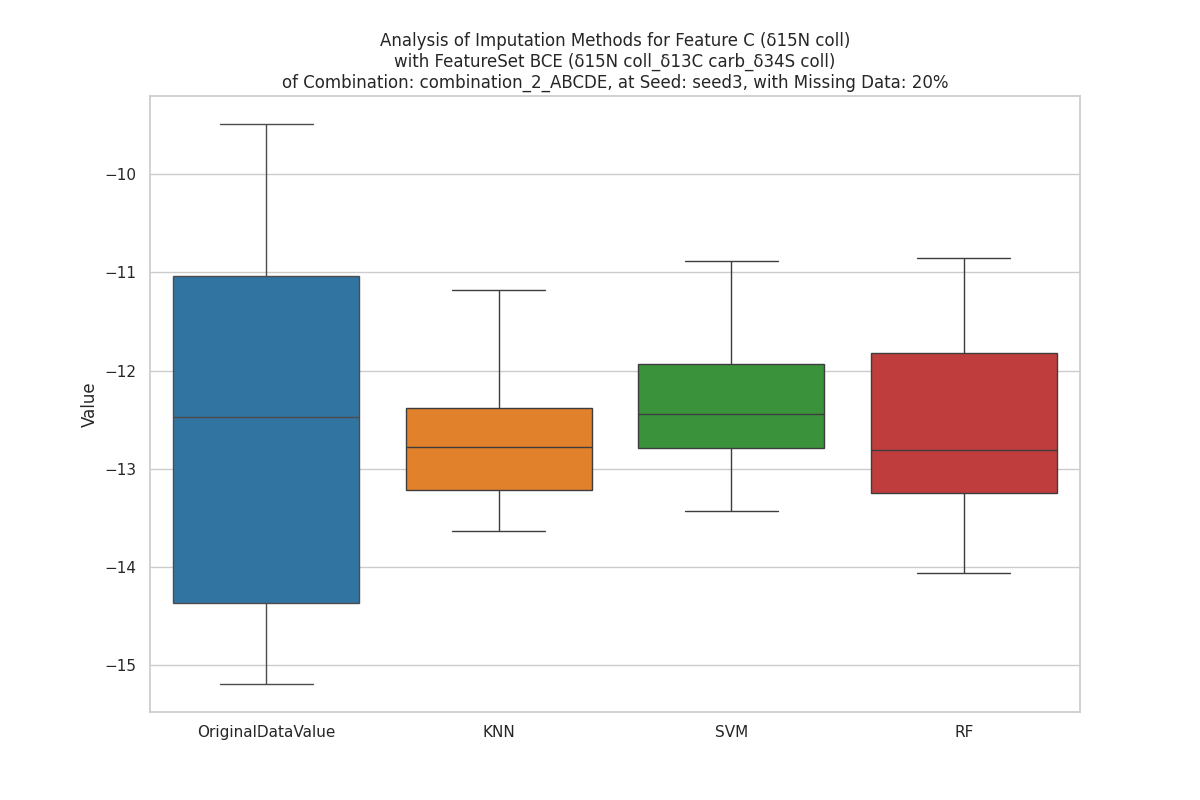 Analysis of Imputation Methods for Feature C (δ15N coll)
with FeatureSet BCE (δ15N coll_δ13C carb_δ34S coll)
of Combination: combination_2_ABCDE, at Seed: seed3, with Missing Data: 20%
Value
−10
−11
−12
−13
−14
−15
OriginalDataValue
KNN
SVM
RF